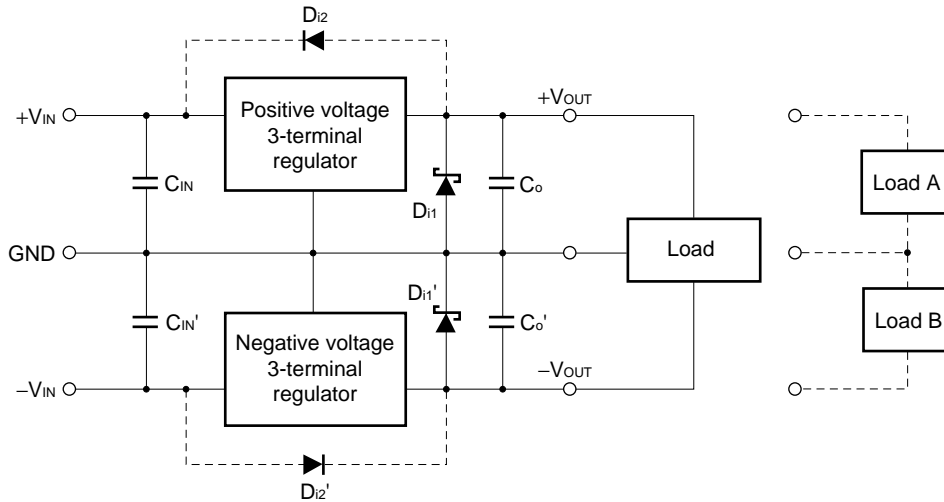 Di2
+VIN
Positive voltage
3-terminal
regulator
+VOUT
CIN
Di1
Co
Load A
GND
Load
CIN'
Di1'
Co'
Load B
Negative voltage
3-terminal
regulator
−VIN
−VOUT
Di2'